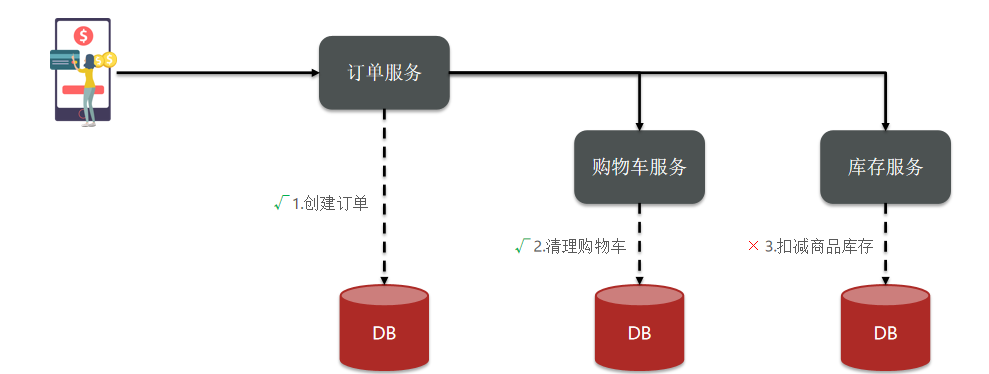 订单服务
购物车服务
库存服务
√ 1.创建订单
√ 2.清理购物车
× 3.扣减商品库存
DB
DB
DB
$
$
$